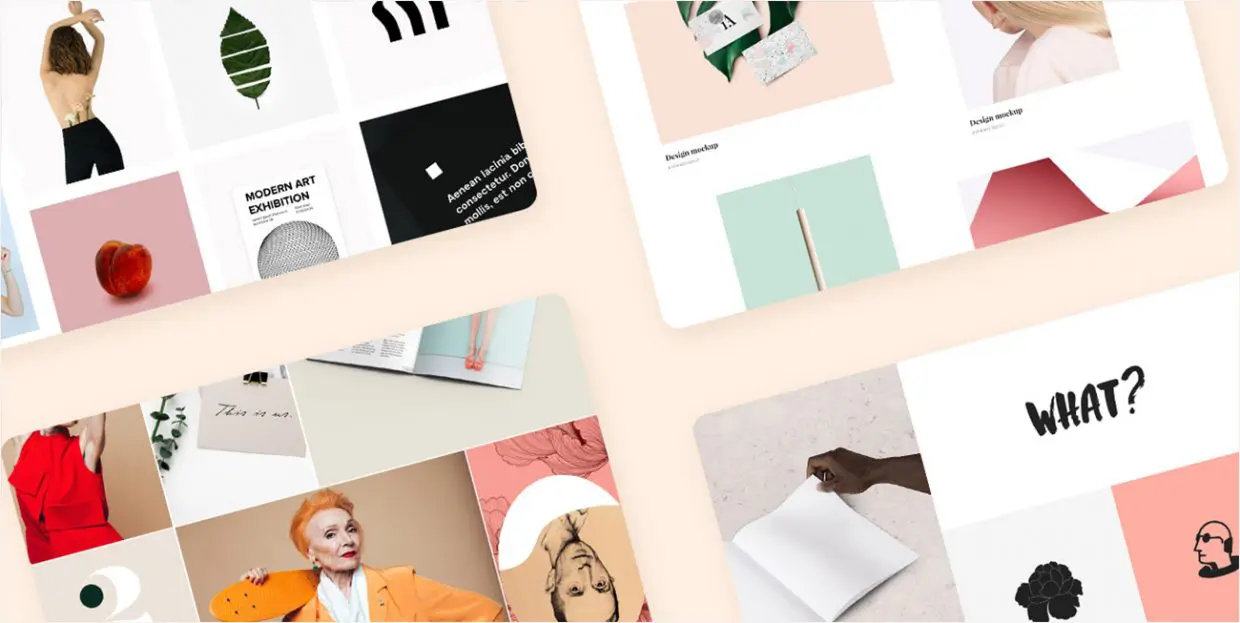 Design mockup
Design mockup
MODERN ART
EXHIBITION
Aenean lacinia bib
consectetur. Don
mollis, est non c
This is us.
WHAT?